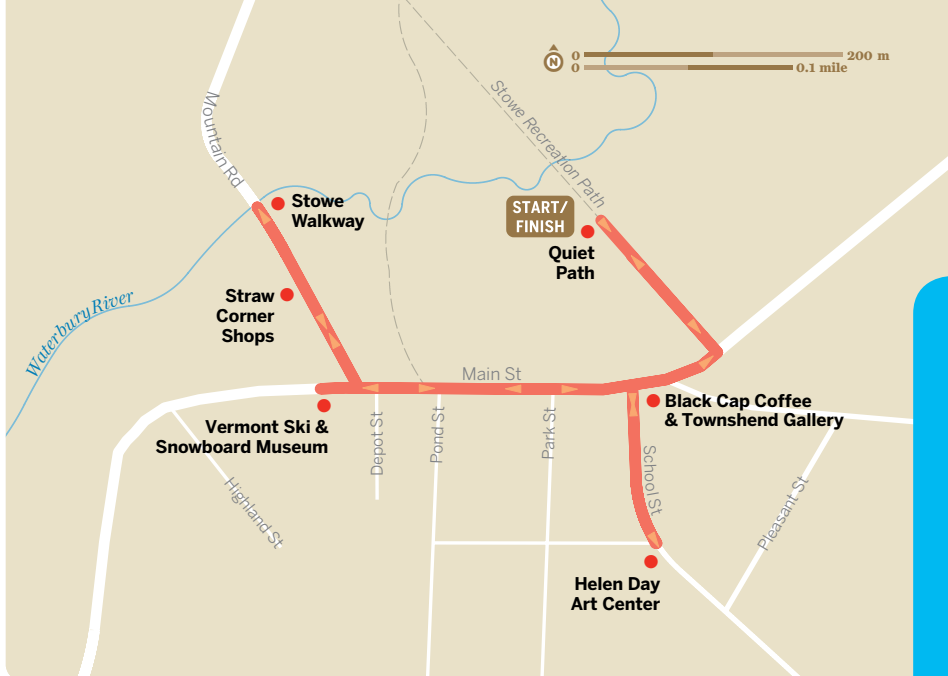 0
200 m
N
0
0.1 mile
Mountain Rd
Stowe Recreation Path
Stowe
Walkway
START/
FINISH
Quiet
Path
Straw
Corner
Shops
Waterbury River
Main St
Black Cap Coffee
& Townshend Gallery
Vermont Ski &
Snowboard Museum
Depot St
Pond St
Park St
School St
Highland St
Pleasant St
Helen Day
Art Center